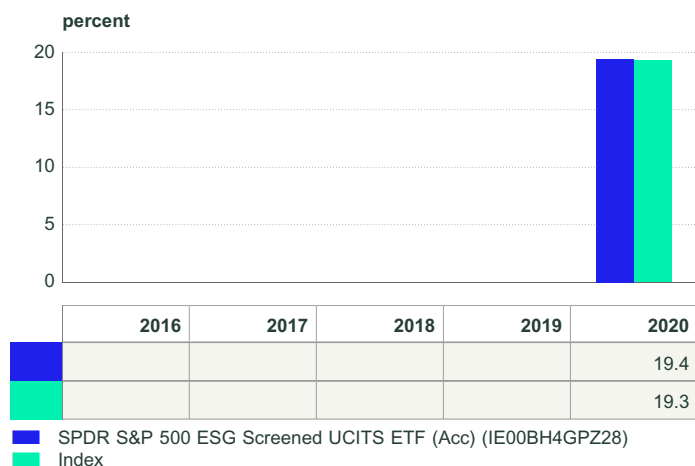 percent
20
15
10
5
0
2016 2017 2018 2019 2020
19.4
19.3
SPDR S&P 500 ESG Screened UCITS ETF (Acc) (IE00BH4GPZ28)
Index